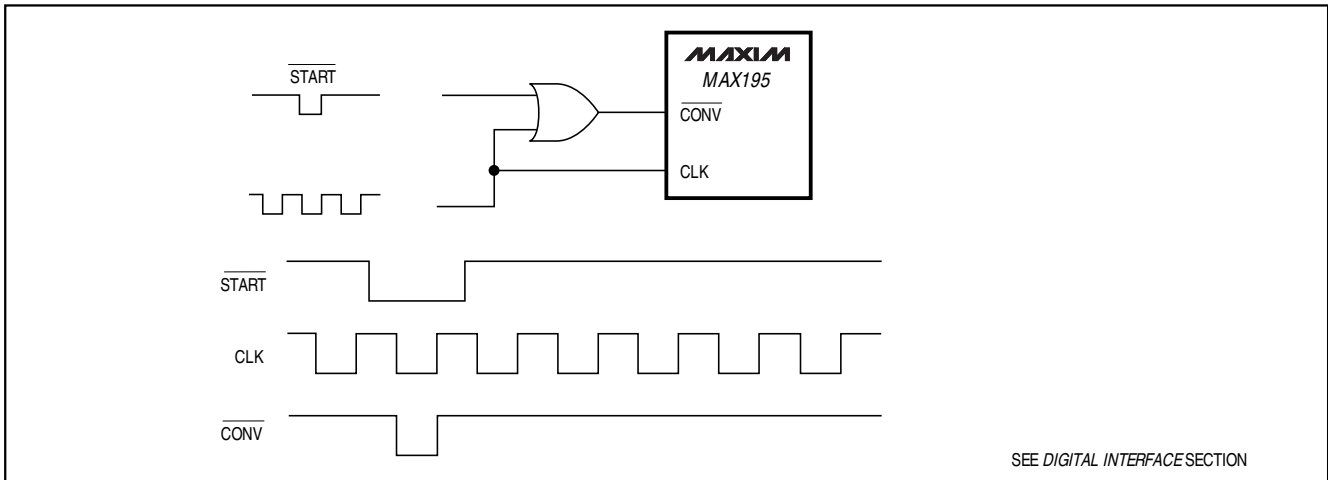 MAXIM
MAX195
START
CONV
CLK
START
CLK
CONV
SEE DIGITAL INTERFACE SECTION